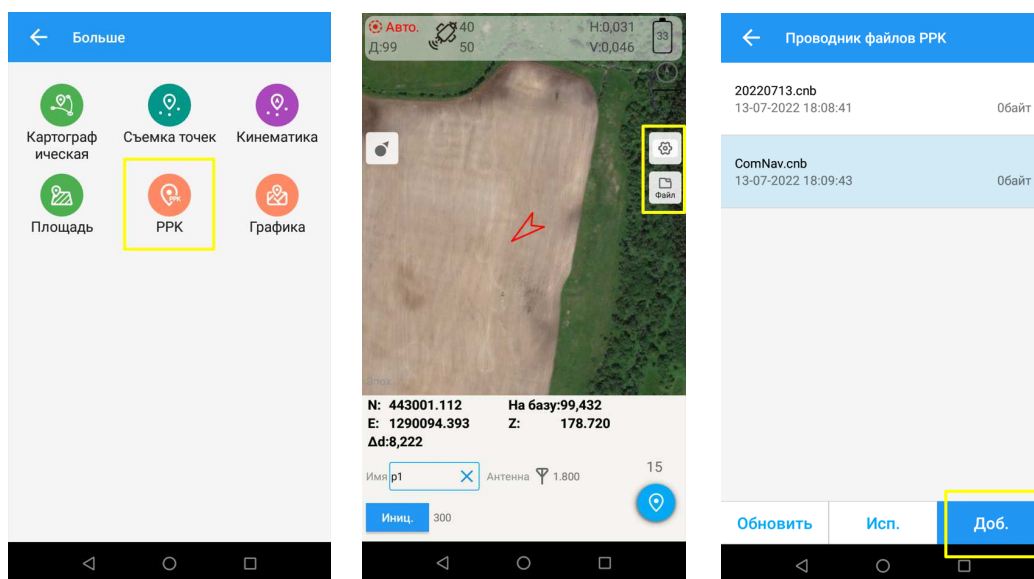 Больше
Картограф
ическая
Съемка точек
Кинематика
Площадь
PPK
PPK
Графика
Авто.
40
H:0,031
33
Д:99
50
V:0,046
Файл
Эпох
N: 443001.112
На базу:99,432
E: 1290094.393
Z: 178.720
Δd:8,222
Имя p1
Антенна 1.800
15
Иниц.
300
Проводник файлов PPK
20220713.cnb
13-07-2022 18:08:41
0байт
ComNav.cnb
13-07-2022 18:09:43
0байт
Обновить
Исп.
Доб.